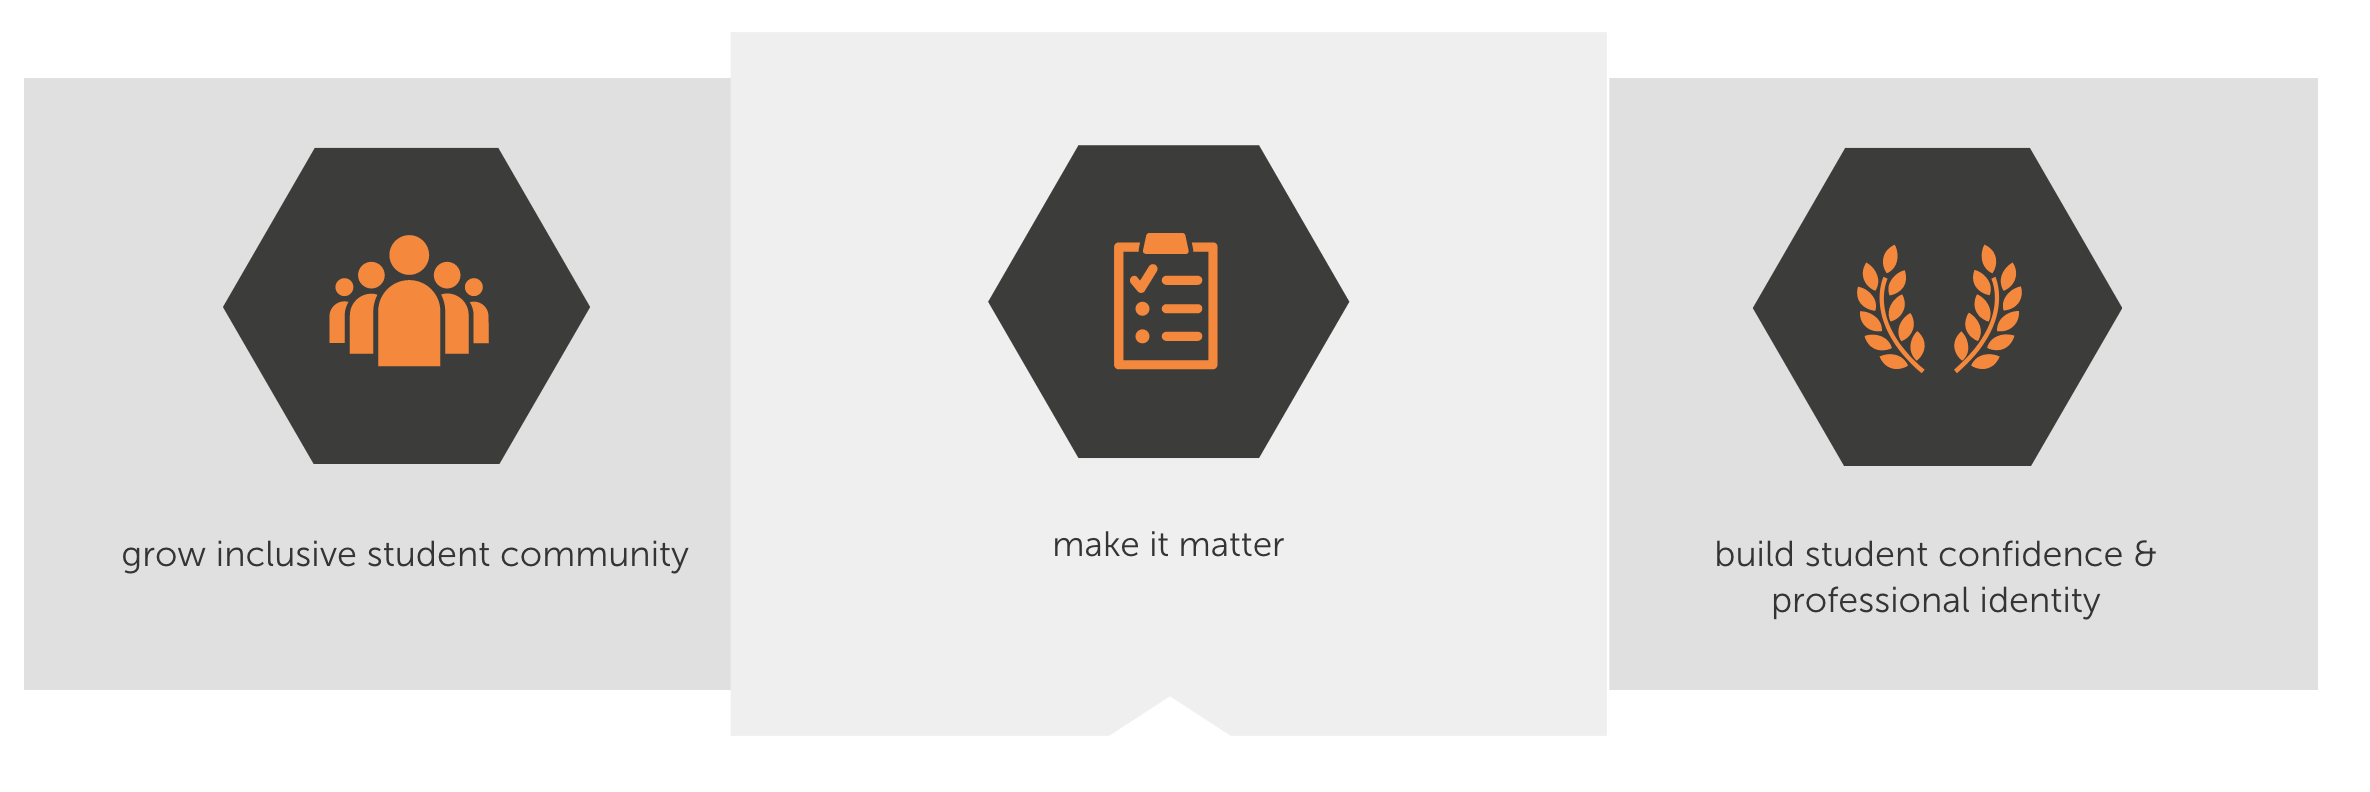 grow inclusive student community
make it matter
build student confidence &
professional identity